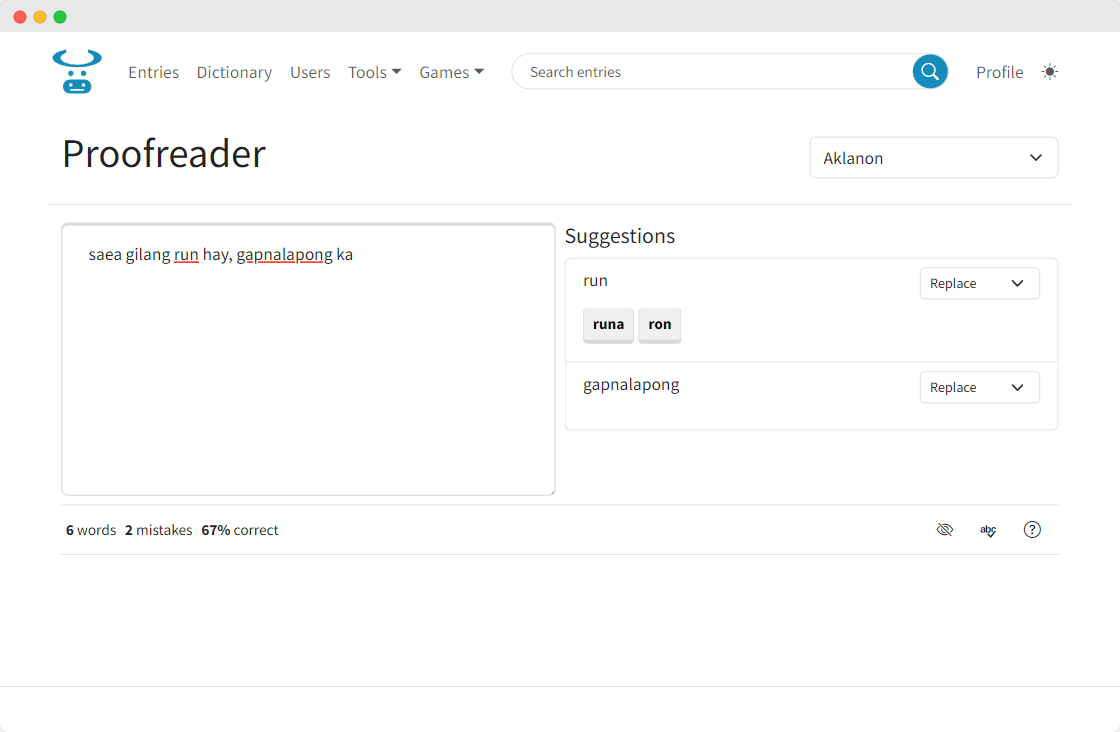 Entries Dictionary Users Tools Games Search entries Profile
Proofreader
Aklanon
saea gilang run hay, gapnalapong ka
Suggestions
run
Replace
runa ron
gapnalapong
Replace
6 words 2 mistakes 67% correct
abc
?